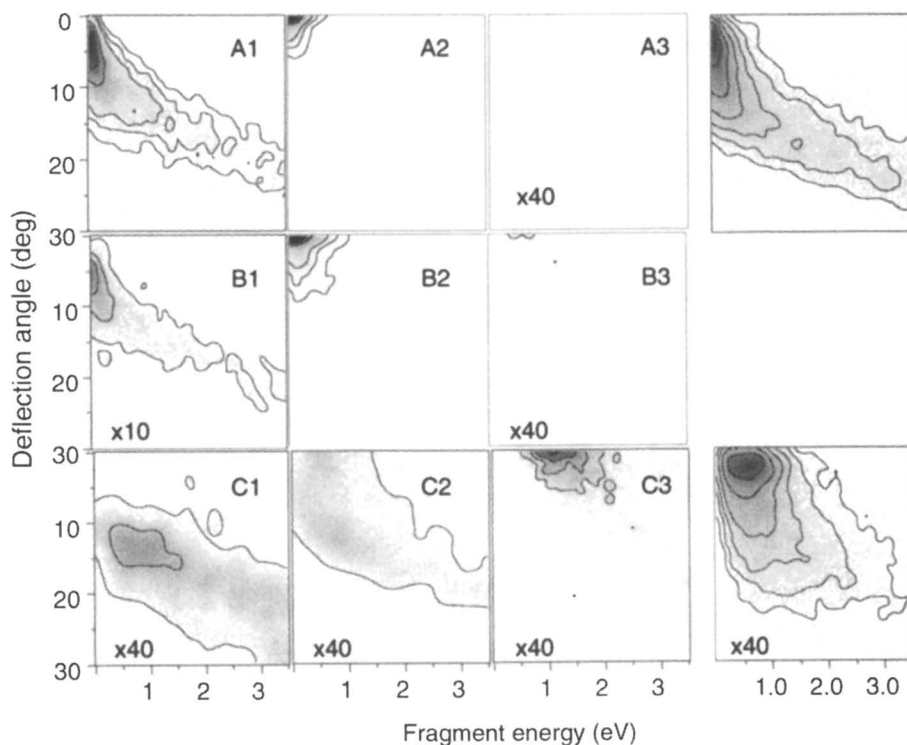 0
A1
A2
A3
10
20
x40
30
B1
B2
B3
10
20
x10
x40
30
C1
C2
C3
10
20
x40
x40
x40
x40
30
1 2 3
1 2 3
1 2 3
1.0 2.0 3.0
Deflection angle (deg)
Fragment energy (eV)